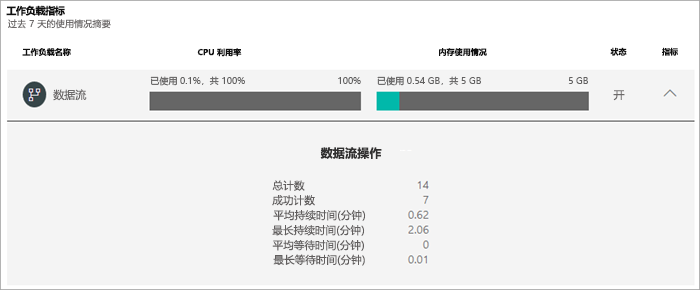 工作负载指标
过去 7 天的使用情况摘要
工作负载名称 CPU 利用率 内存使用情况 状态 指标
已使用 0.1%，共 100% 100% 已使用 0.54 GB，共 5 GB 5 GB
数据流 开
数据流操作
总计数 14
成功计数 7
平均持续时间(分钟) 0.62
最长持续时间(分钟) 2.06
平均等待时间(分钟) 0
最长等待时间(分钟) 0.01